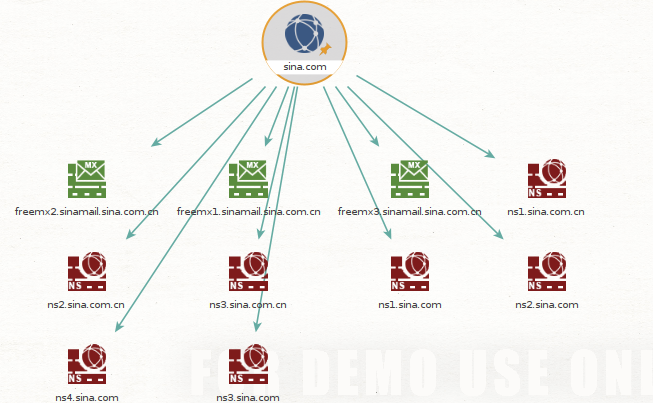 sina.com
MX
MX
MX
NS
freemx2.sinamail.sina.com.cn
freemx1.sinamail.sina.com.cn
freemx3.sinamail.sina.com.cn
ns1.sina.com.cn
NS
NS
NS
NS
ns2.sina.com.cn
ns3.sina.com.cn
ns1.sina.com
ns2.sina.com
NS
NS
ns4.sina.com
ns3.sina.com
FOR DEMO USE ONL